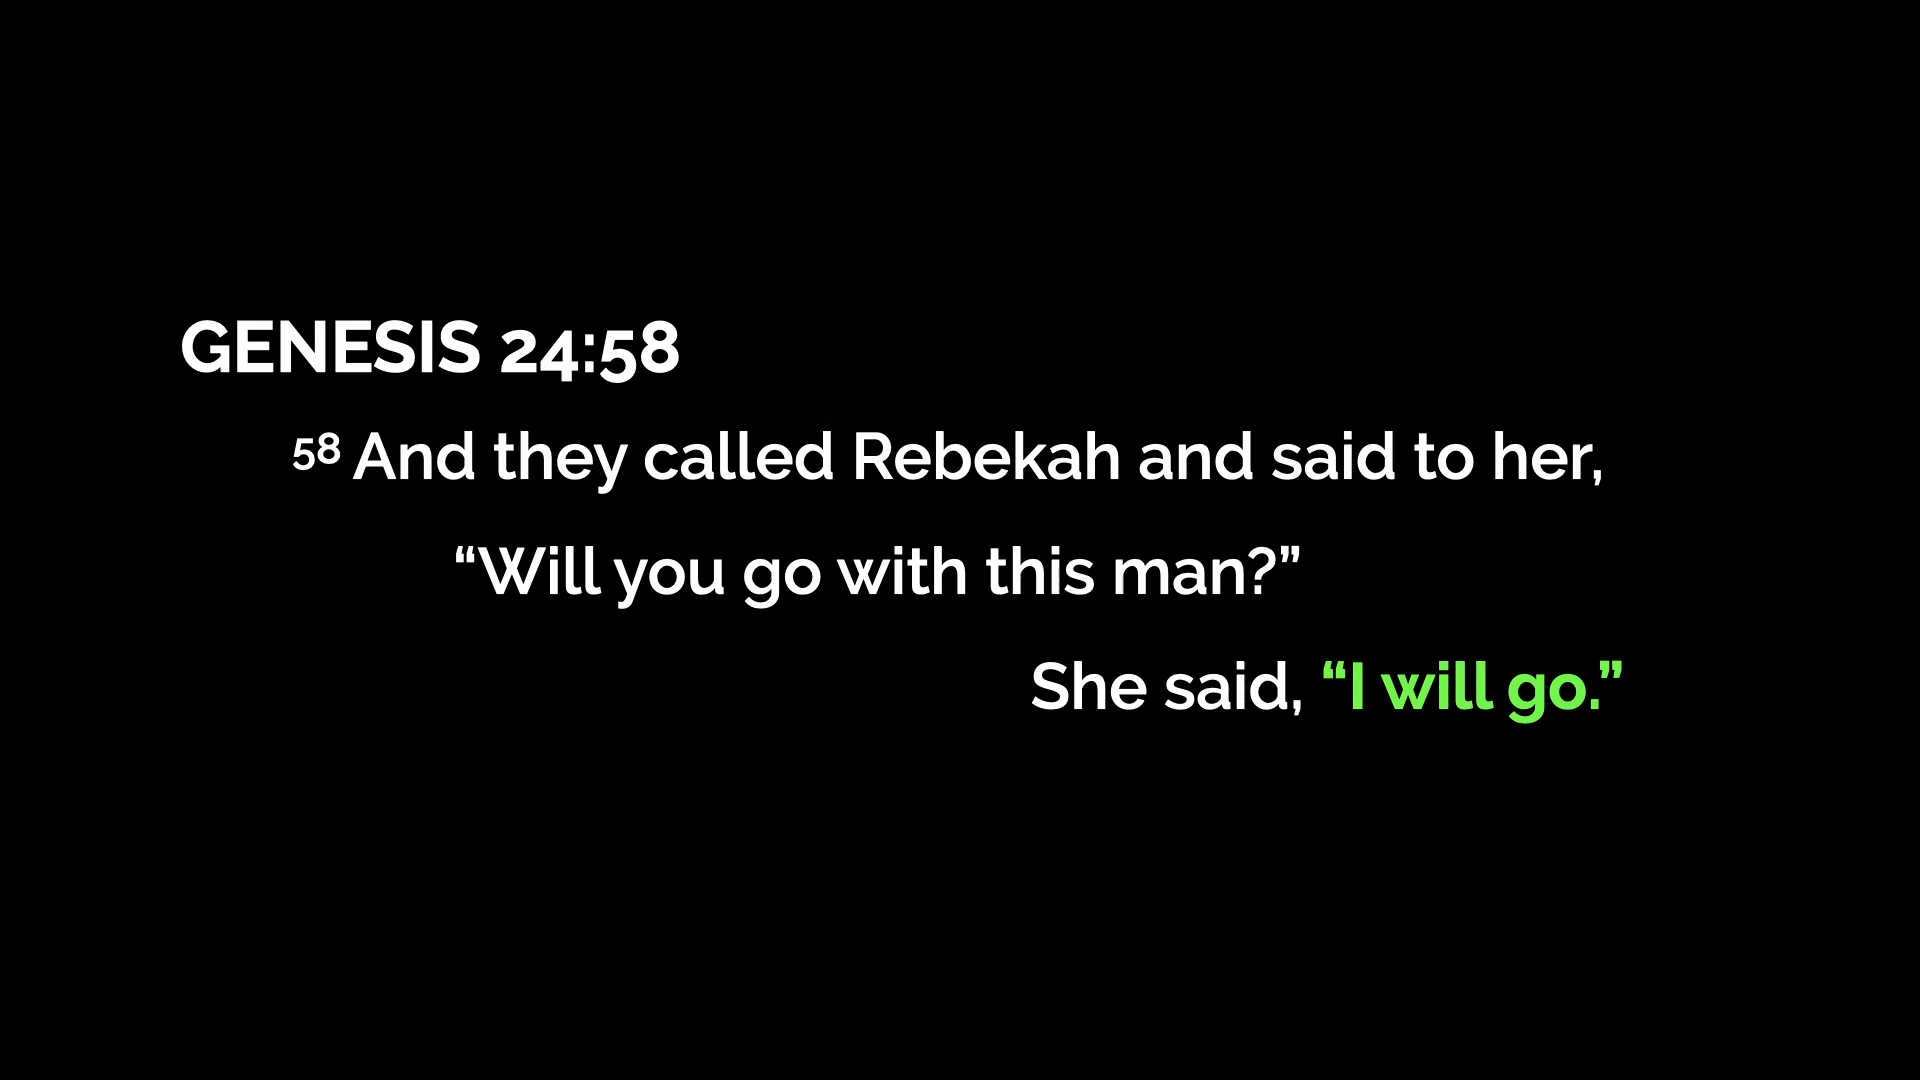 GENESIS 24:58
58 And they called Rebekah and said to her,
“Will you go with this man?”
She said, “I will go.”